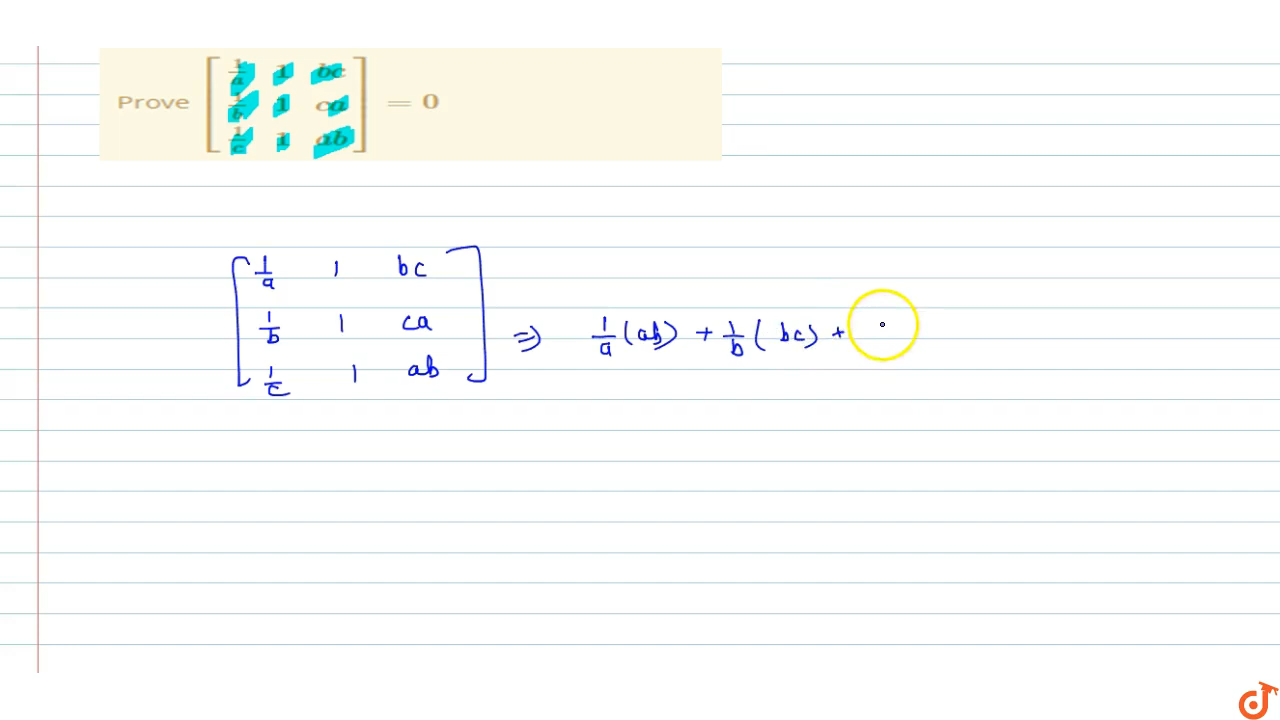 Prove [ 1/a 1 bc
1/b 1 ca
1/c 1 ab ] = 0
[ 1/a 1 bc
1/b 1 ca
1/c 1 ab ] ⇒ 1/a (ab) + 1/b ( bc) +